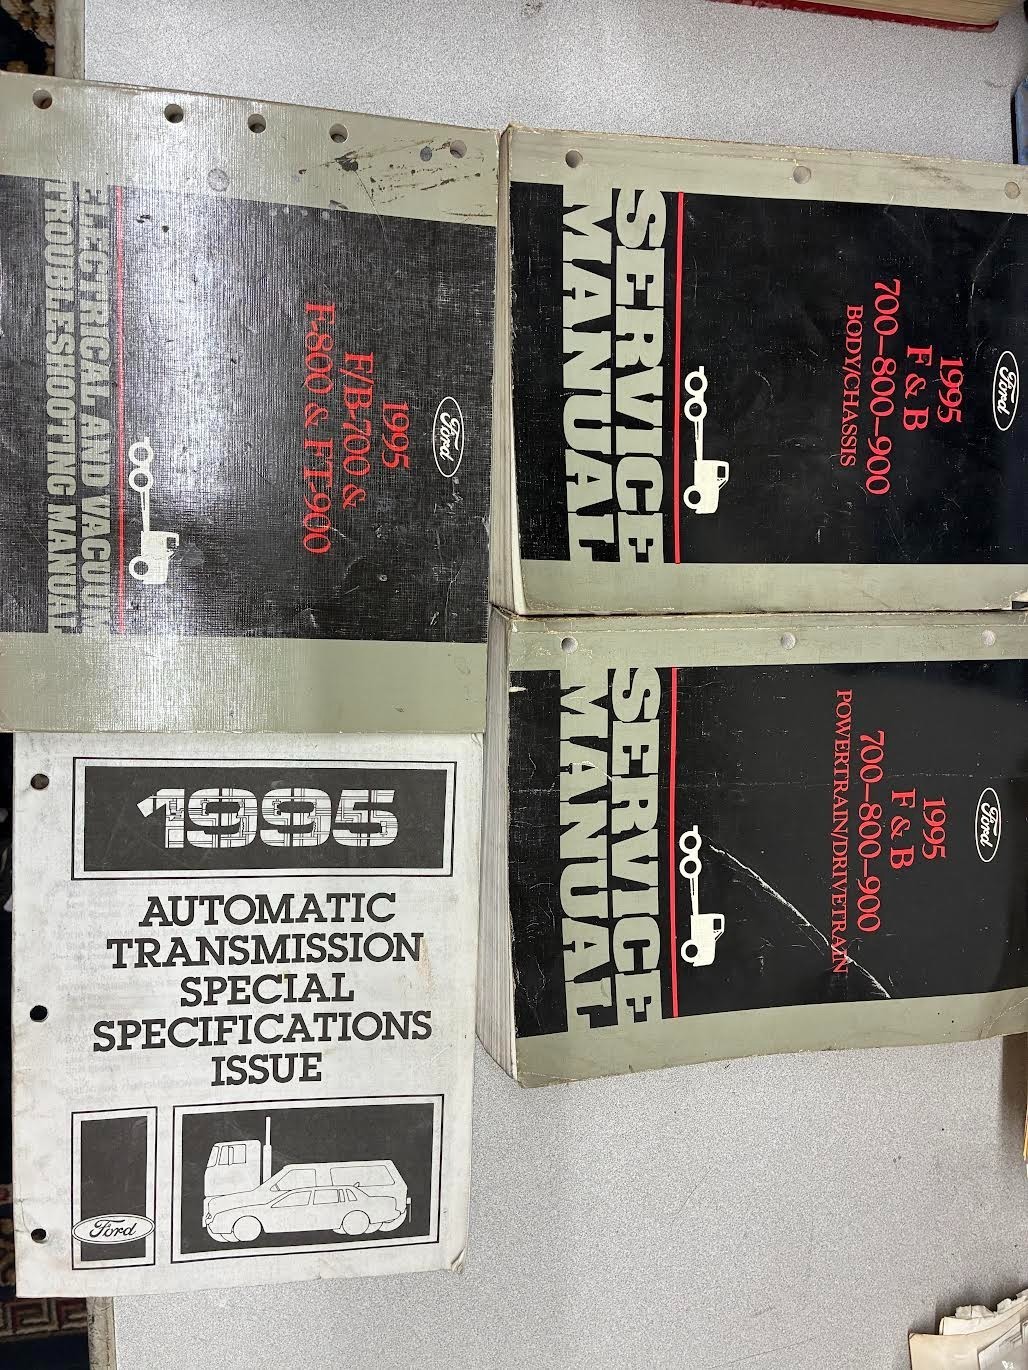 Ford
1995
F/B-700 &
F-800 & FT-900
ELECTRICAL AND VACUUM
TROUBLESHOOTING MANUAL
Ford
1995
F & B
700-800-900
BODY/CHASSIS
SERVICE
MANUAL
Ford
1995
F & B
700-800-900
POWERTRAIN/DRIVETRAIN
SERVICE
MANUAL
1995
AUTOMATIC
TRANSMISSION
SPECIAL
SPECIFICATIONS
ISSUE
Ford